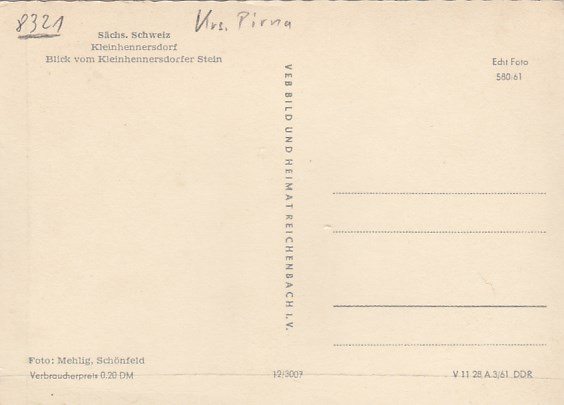 8321
Krs. Pirna
Sächs. Schweiz
Kleinhennersdorf
Blick vom Kleinhennersdorfer Stein
Echt Foto
580/61
VEB BILD UND HEIMAT REICHENBACH I. V.
Foto: Mehlig, Schönfeld
Verbraucherpreis 0,20 DM
12/3007
V 11 28 A 3/61 DDR